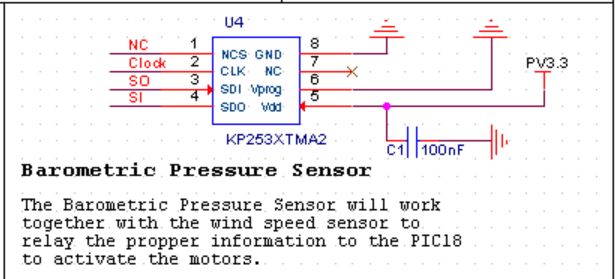 U4
NC 1 NCS GND 8
Clock 2 CLK NC 7
SO 3 SDI Vprog 6
SI 4 SDO Vdd 5
PV3.3
KP253XTMA2
C1 100nF
Barometric Pressure Sensor
The Barometric Pressure Sensor will work
together with the wind speed sensor to
relay the propper information to the PIC18
to activate the motors.